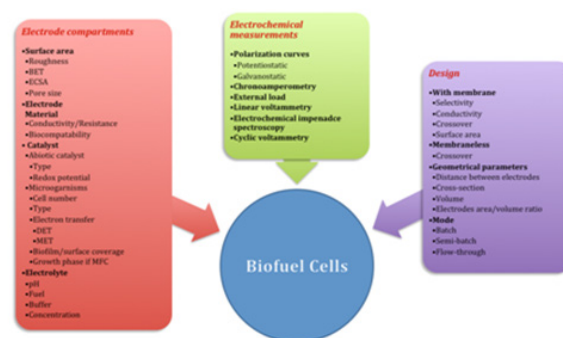 Electrode compartments
•Surface area
•Roughness
•BET
•ECSA
•Pore size
•Electrode
Material
•Conductivity/Resistance
•Biocompatability
• Catalyst
•Abiotic catalyst
•Type
•Redox potential
•Microogarnisms
•Cell number
•Type
•Electron transfer
•DET
•MET
•Biofilm/surface coverage
•Growth phase if MFC
•Electrolyte
•pH
•Fuel
•Buffer
•Concentration
Electrochemical
measurements
•Polarization curves
•Potentiostatic
•Galvanostatic
•Chronoamperometry
•External load
•Linear voltammetry
•Electrochemical impenadce
spectroscopy
•Cyclic voltammetry
Design
•With membrane
•Selectivity
•Conductivity
•Crossover
•Surface area
•Membraneless
•Crossover
•Geometrical parameters
•Distance between electrodes
•Cross-section
•Volume
•Electrodes area/volume ratio
•Mode
•Batch
•Semi-batch
•Flow-through
Biofuel Cells